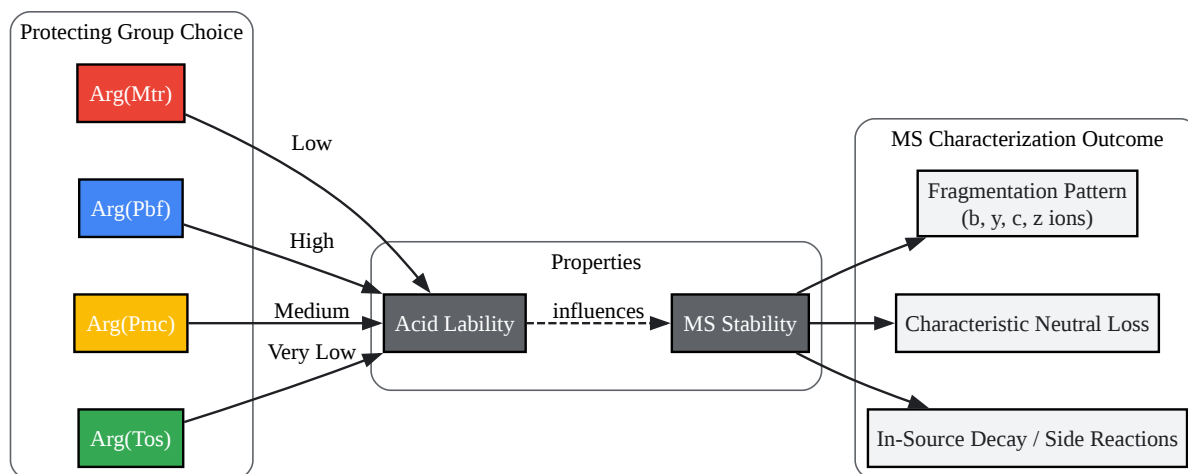 Protecting Group Choice
Arg(Mtr)
Low
Arg(Pbf)
High
Arg(Pmc)
Medium
Arg(Tos)
Very Low
Properties
Acid Lability
influences
MS Stability
MS Characterization Outcome
Fragmentation Pattern
(b, y, c, z ions)
Characteristic Neutral Loss
In-Source Decay / Side Reactions